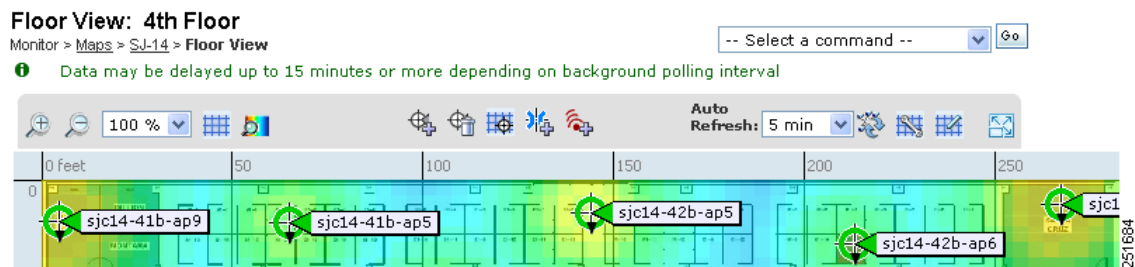 Floor View: 4th Floor
Monitor > Maps > SJ-14 > Floor View
-- Select a command --
Go
Data may be delayed up to 15 minutes or more depending on background polling interval
100 %
Auto
Refresh: 5 min
0 feet 50 100 150 200 250
0
sjc14-41b-ap9
sjc14-41b-ap5
sjc14-42b-ap5
sjc1
sjc14-42b-ap6
CRUZ
MONTARA
251684